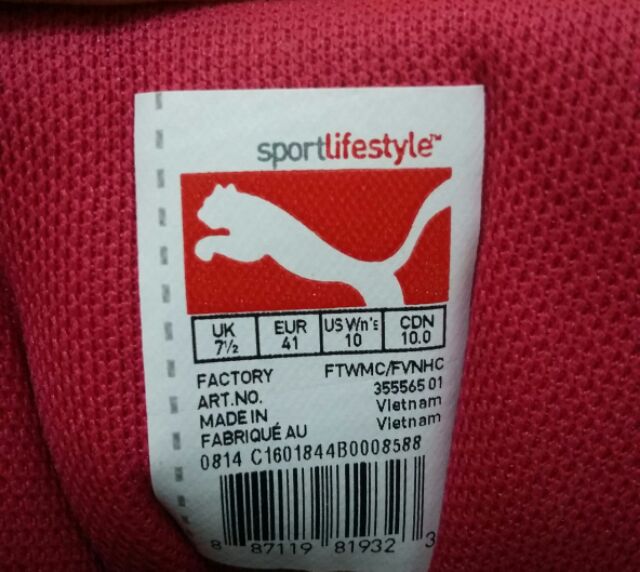 sportlifestyle™
UK EUR US W/n's CDN
7½ 41 10 10.0
FACTORY FTWMC/FVNHC
ART.NO. 355565 01
MADE IN Vietnam
FABRIQUÉ AU Vietnam
0814 C1601844B0008588
8 87119 81932 3